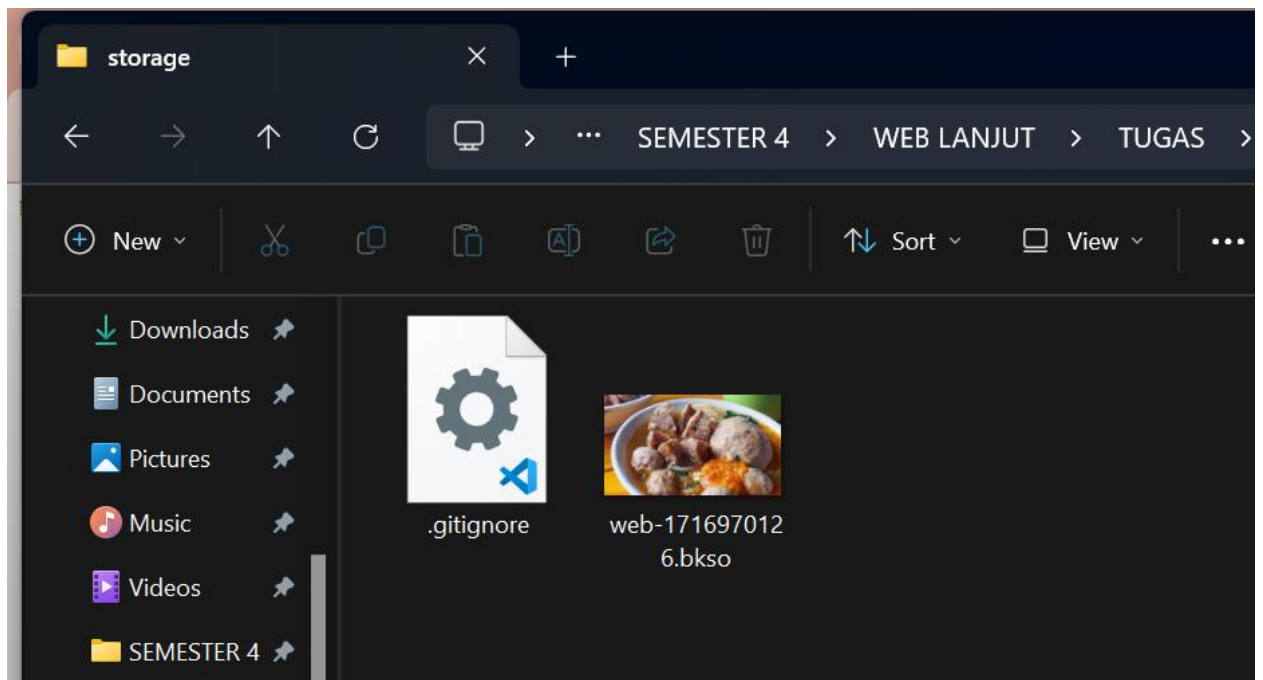 storage
SEMESTER 4 > WEB LANJUT > TUGAS >
New
Sort
View
Downloads
Documents
Pictures
Music
Videos
SEMESTER 4
.gitignore
web-171697012
6.bkso